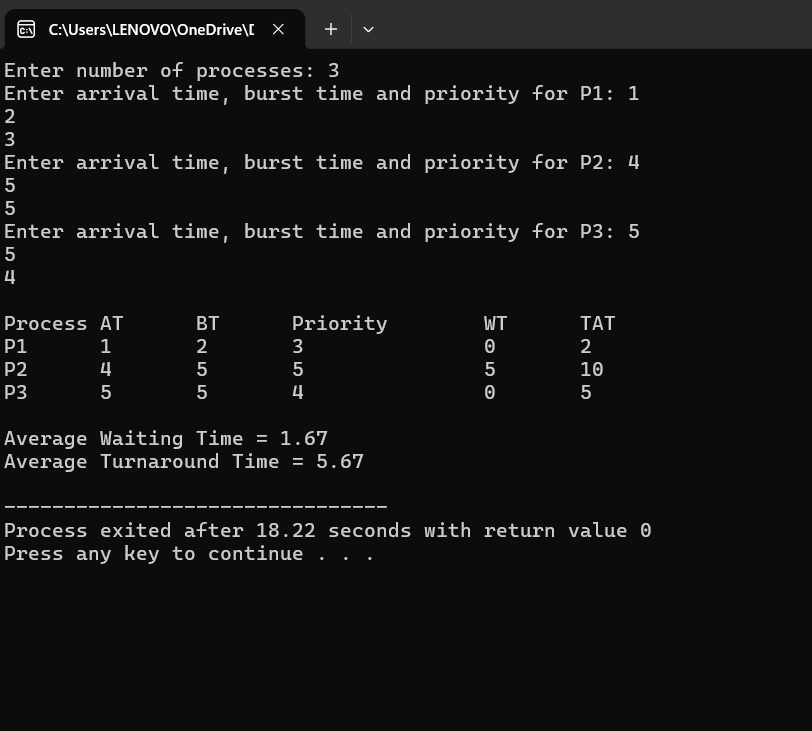 C:\Users\LENOVO\OneDrive\D
Enter number of processes: 3
Enter arrival time, burst time and priority for P1: 1
2
3
Enter arrival time, burst time and priority for P2: 4
5
5
Enter arrival time, burst time and priority for P3: 5
5
4
Process AT BT Priority WT TAT
P1 1 2 3 0 2
P2 4 5 5 5 10
P3 5 5 4 0 5
Average Waiting Time = 1.67
Average Turnaround Time = 5.67
--------------------------------
Process exited after 18.22 seconds with return value 0
Press any key to continue . . .